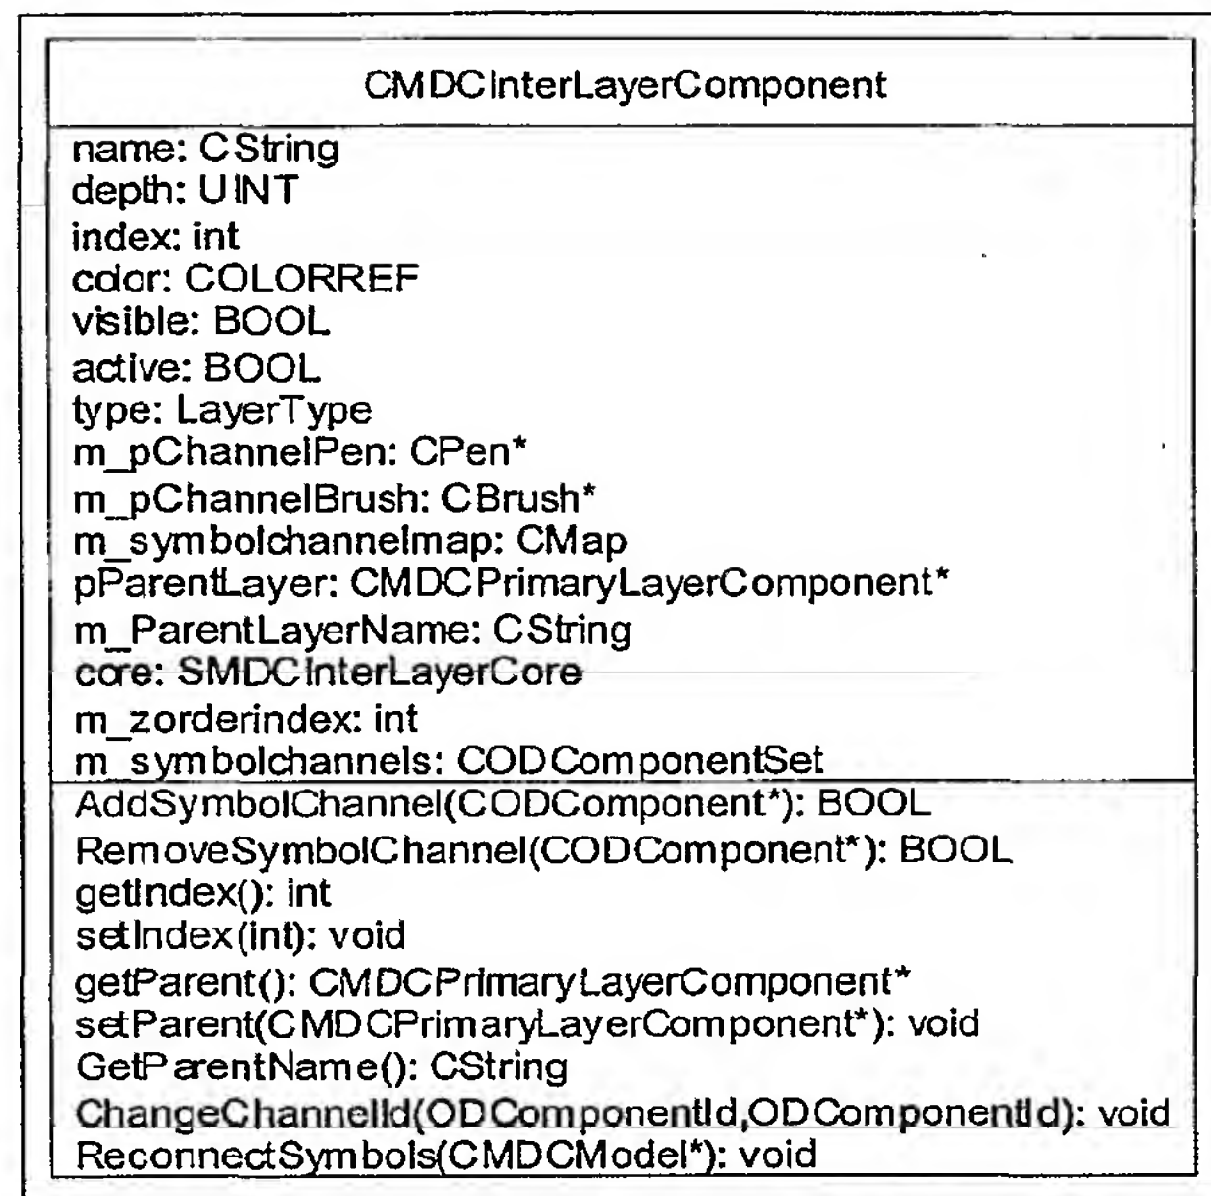 CMDCInterLayerComponent
name: CString
depth: UINT
index: int
color: COLORREF
visible: BOOL
active: BOOL
type: LayerType
m_pChannelPen: CPen*
m_pChannelBrush: CBrush*
m_symbolchannelmap: CMap
pParentLayer: CMDCPrimaryLayerComponent*
m_ParentLayerName: CString
core: SMDCInterLayerCore
m_zorderindex: int
m_symbolchannels: CODComponentSet
AddSymbolChannel(CODComponent*): BOOL
RemoveSymbolChannel(CODComponent*): BOOL
getIndex(): int
setIndex(int): void
getParent(): CMDCPrimaryLayerComponent*
setParent(CMDCPrimaryLayerComponent*): void
GetParentName(): CString
ChangeChannelId(ODComponentId,ODComponentId): void
ReconnectSymbols(CMDCModel*): void